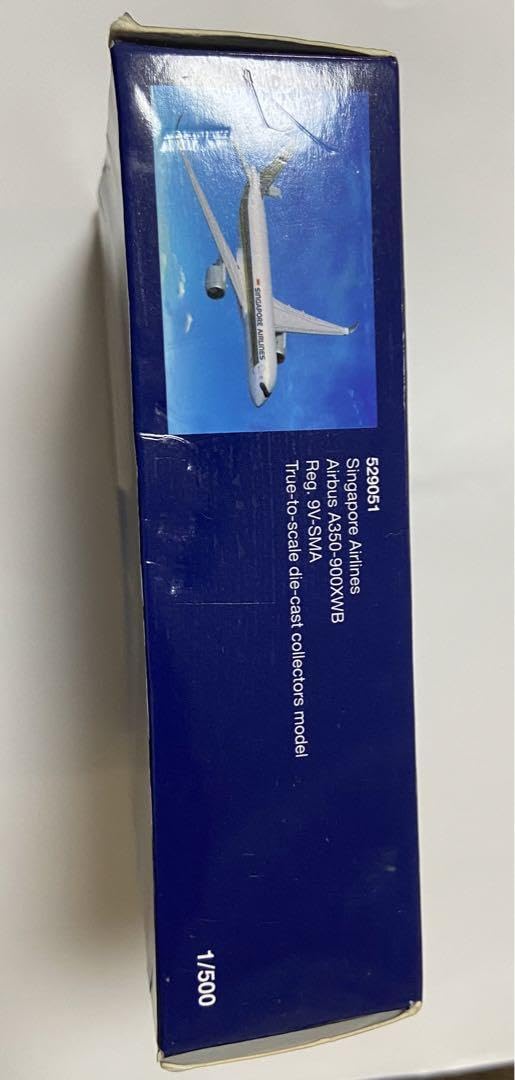 SINGAPORE AIRLINES
529051
Singapore Airlines
Airbus A350-900XWB
Reg. 9V-SMA
True-to-scale die-cast collectors model
1/500